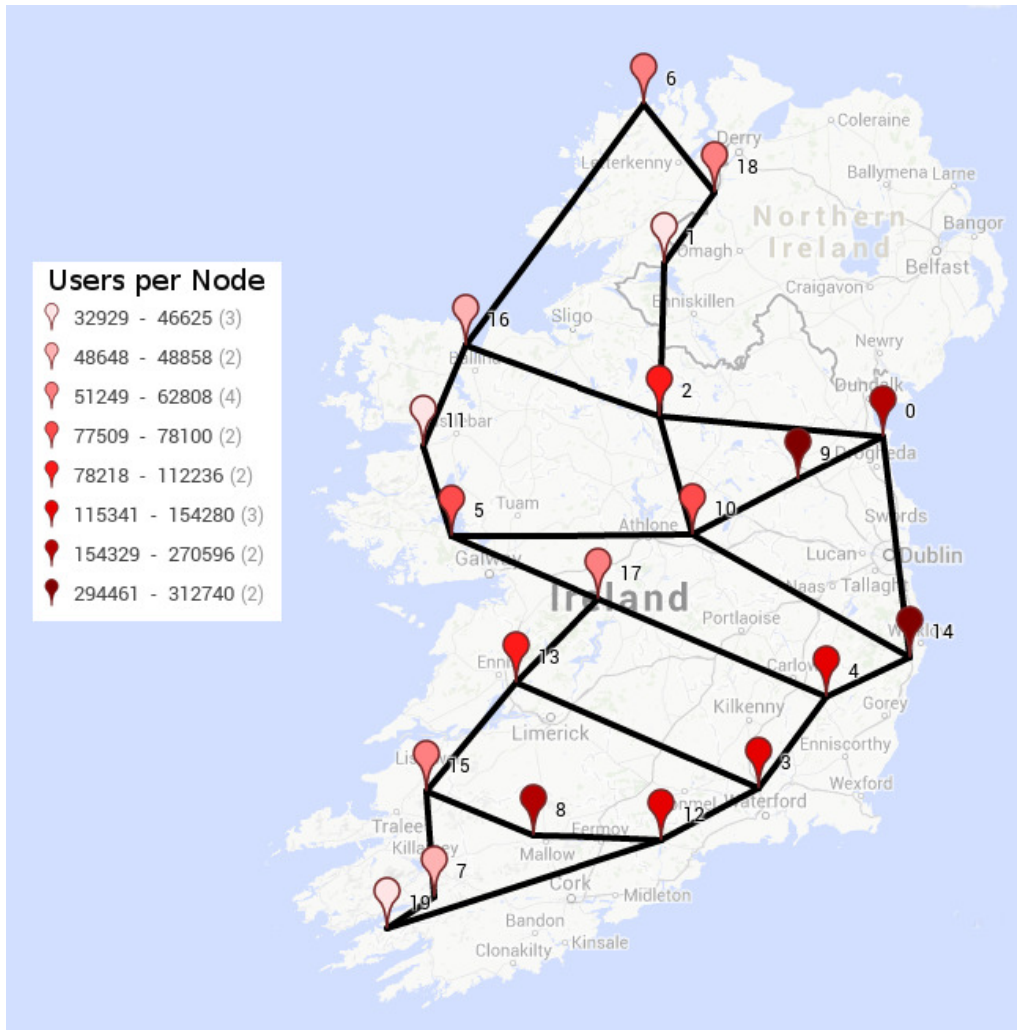 6
Coleraine
Derry
Letterkenny
18
Ballymena Larne
Northern
Ireland
Bangor
1
Omagh
Belfast
Users per Node
32929 - 46625 (3)
48648 - 48858 (2)
51249 - 62808 (4)
77509 - 78100 (2)
78218 - 112236 (2)
115341 - 154280 (3)
154329 - 270596 (2)
294461 - 312740 (2)
Craigavon
Enniskillen
Sligo
16
Newry
Ballina
Dundalk
2
0
11
9
Drogheda
Tuam
5
10
Athlone
Swords
Galway
Lucan
Dublin
17
Naas
Tallaght
Ireland
Portlaoise
14
13
Carlow
4
Kilkenny
Gorey
Limerick
Enniscorthy
15
3
Wexford
Waterford
8
12
Tralee
Fermoy
Killarney
Mallow
7
19
Cork
Midleton
Bandon
Kinsale
Clonakilty